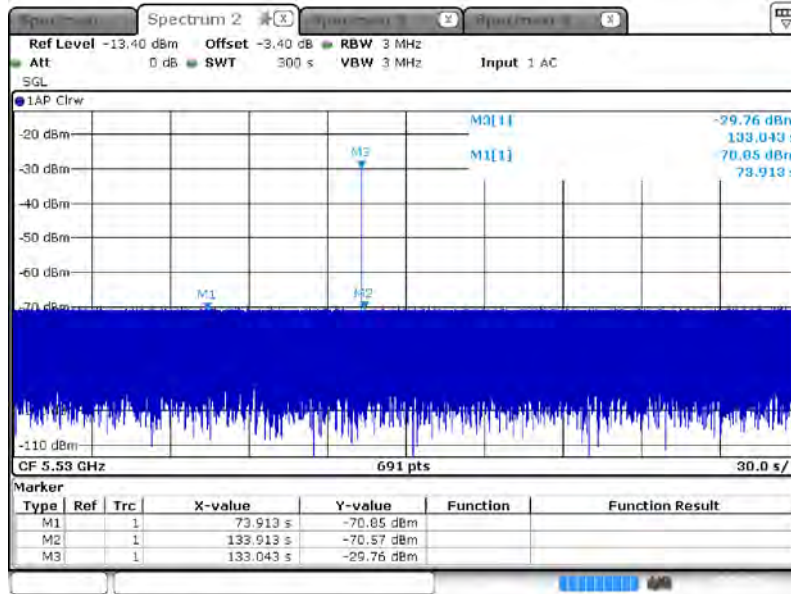 Spectrum 2
Ref Level -13.40 dBm Offset -3.40 dB RBW 3 MHz
Att 0 dB SWT 300 s VBW 3 MHz Input 1 AC
SGL
1AP Clrw
M3[1] -29.76 dBm
133.043 s
M1[1] -70.85 dBm
73.913 s
-20 dBm
-30 dBm
-40 dBm
-50 dBm
-60 dBm
-70 dBm
-110 dBm
M3
M1
M2
CF 5.53 GHz 691 pts 30.0 s/
Marker
Type Ref Trc X-value Y-value Function Function Result
M1 1 73.913 s -70.85 dBm
M2 1 133.913 s -70.57 dBm
M3 1 133.043 s -29.76 dBm